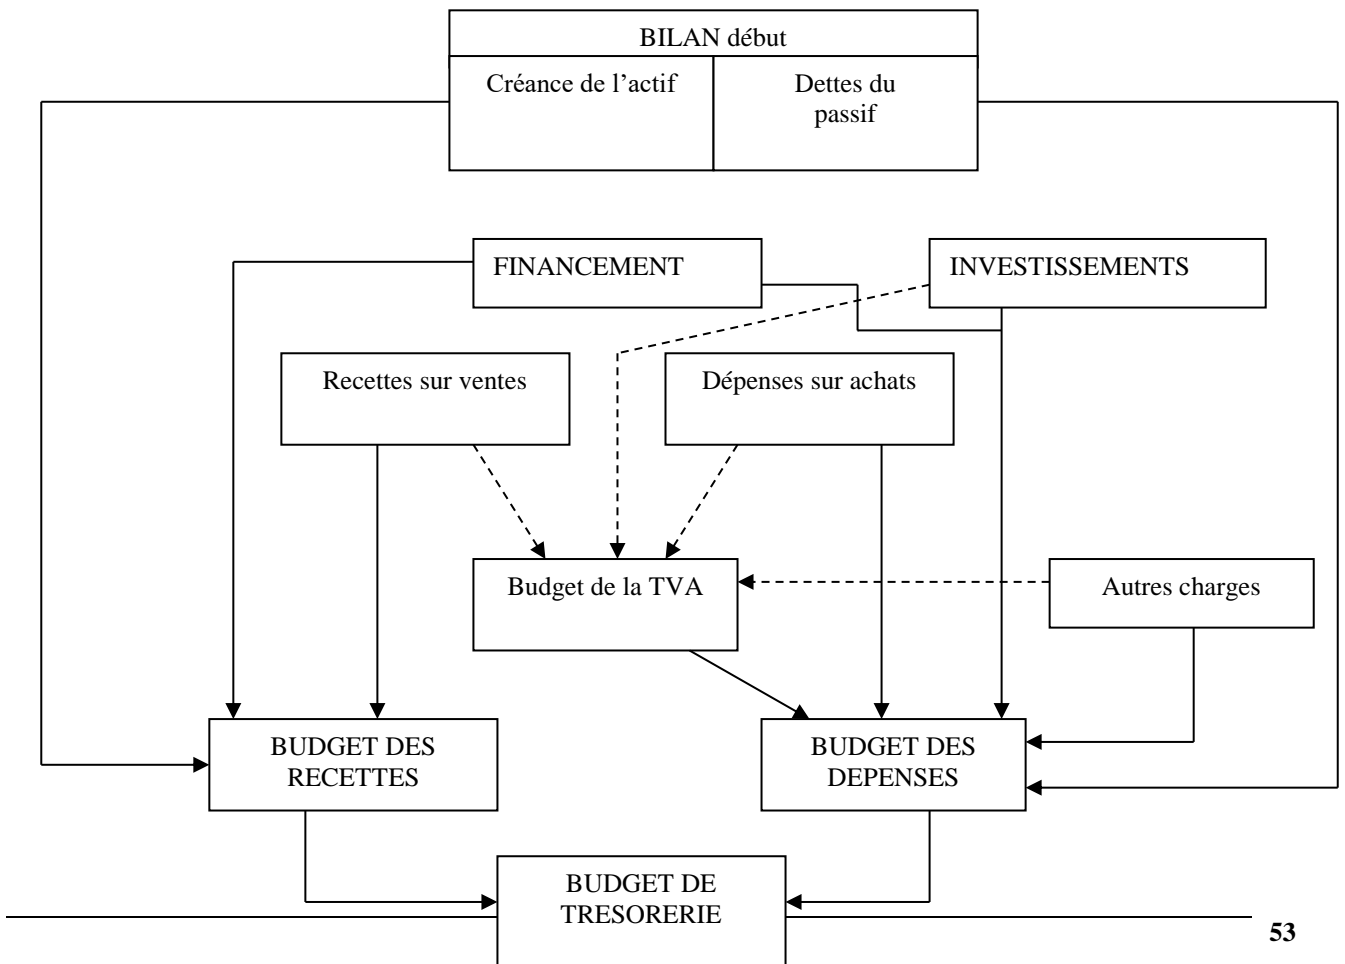 BILAN début
Créance de l’actif
Dettes du
passif
FINANCEMENT
INVESTISSEMENTS
Recettes sur ventes
Dépenses sur achats
Budget de la TVA
Autres charges
BUDGET DES
RECETTES
BUDGET DES
DEPENSES
BUDGET DE
TRESORERIE
53